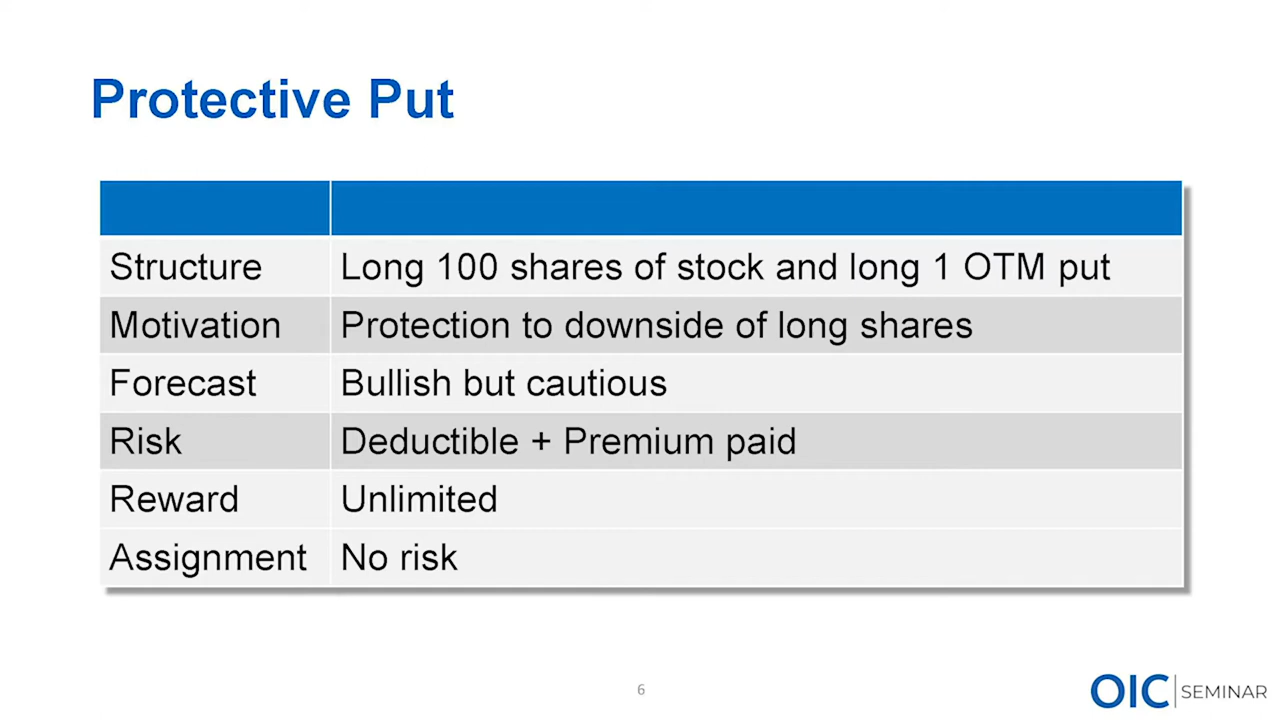 Protective Put
Structure Long 100 shares of stock and long 1 OTM put
Motivation Protection to downside of long shares
Forecast Bullish but cautious
Risk Deductible + Premium paid
Reward Unlimited
Assignment No risk
6
OIC SEMINAR